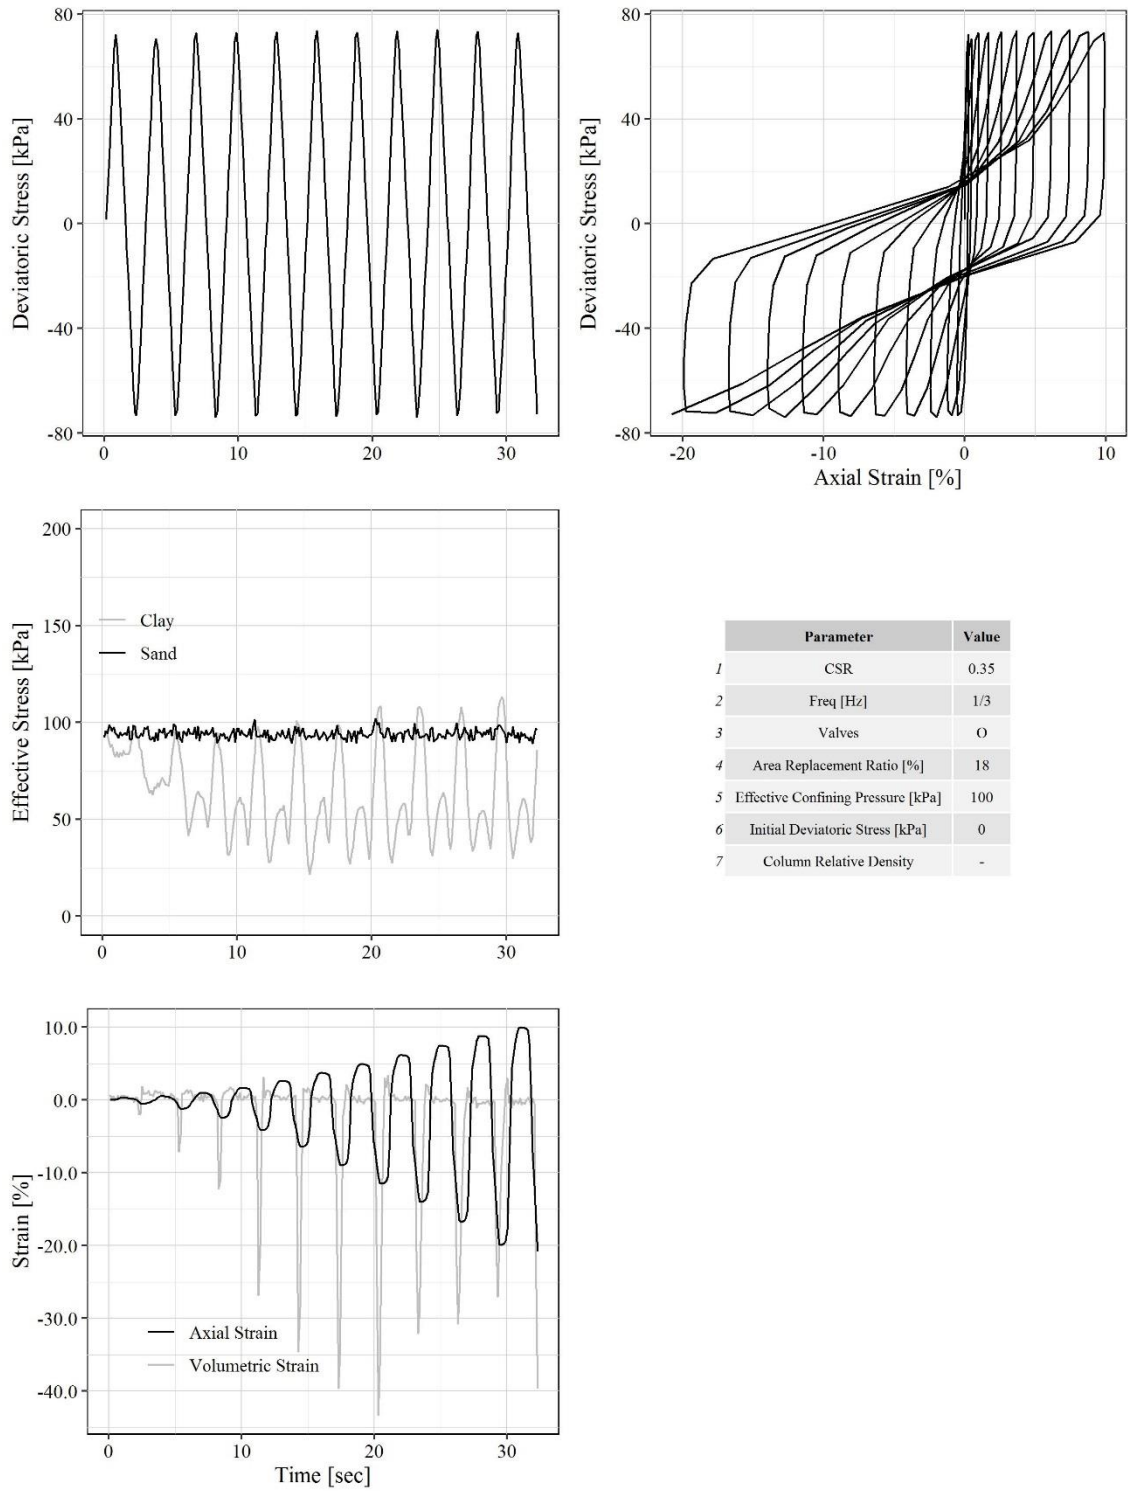 80
40
0
-40
-80
Deviatoric Stress [kPa]
0
10
20
30
80
40
0
-40
-80
Deviatoric Stress [kPa]
-20
-10
0
10
Axial Strain [%]
200
150
100
50
0
Effective Stress [kPa]
Clay
Sand
0
10
20
30
Parameter Value
1 CSR 0.35
2 Freq [Hz] 1/3
3 Valves O
4 Area Replacement Ratio [%] 18
5 Effective Confining Pressure [kPa] 100
6 Initial Deviatoric Stress [kPa] 0
7 Column Relative Density -
10.0
0.0
-10.0
-20.0
-30.0
-40.0
Strain [%]
Axial Strain
Volumetric Strain
0
10
20
30
Time [sec]